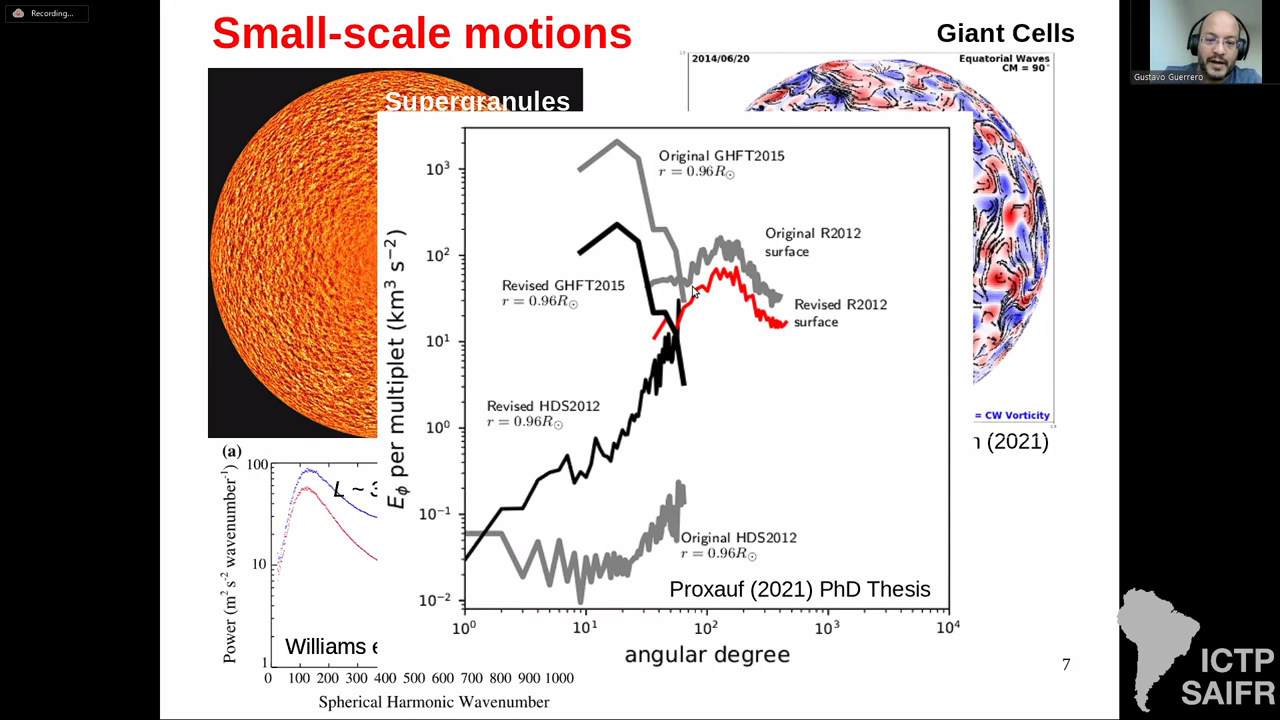 Recording...
Small-scale motions
Giant Cells
Gustavo Guerrero
Supergranules
2014/06/20
Equatorial Waves
CM = 90°
= CW Vorticity
(2021)
Original GHFT2015
r = 0.96R☉
Original R2012
surface
Revised GHFT2015
r = 0.96R☉
Revised R2012
surface
Revised HDS2012
r = 0.96R☉
Original HDS2012
r = 0.96R☉
Proxauf (2021) PhD Thesis
E_ϕ per multiplet (km³ s⁻²)
10³
10²
10¹
10⁰
10⁻¹
10⁻²
10⁰ 10¹ 10² 10³ 10⁴
angular degree
(a)
Power (m² s⁻² wavenumber⁻¹)
100
10
1
L ~ 3
Williams
0 100 200 300 400 500 600 700 800 900 1000
Spherical Harmonic Wavenumber
7
ICTP
SAIFR